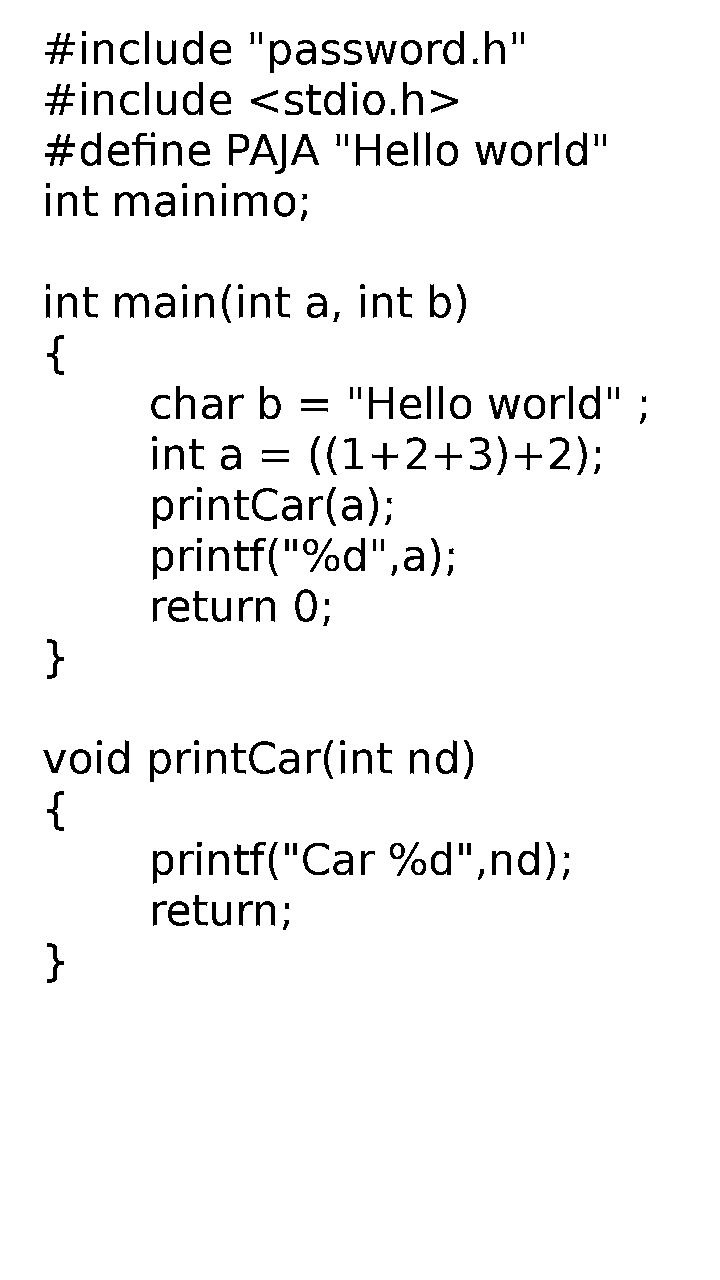 #include "password.h"
#include <stdio.h>
#define PAJA "Hello world"
int mainimo;

int main(int a, int b)
{
	char b = "Hello world" ;
	int a = ((1+2+3)+2);
	printCar(a);
	printf("%d",a);
	return 0;
}

void printCar(int nd)
{
	printf("Car %d",nd);
	return;
}